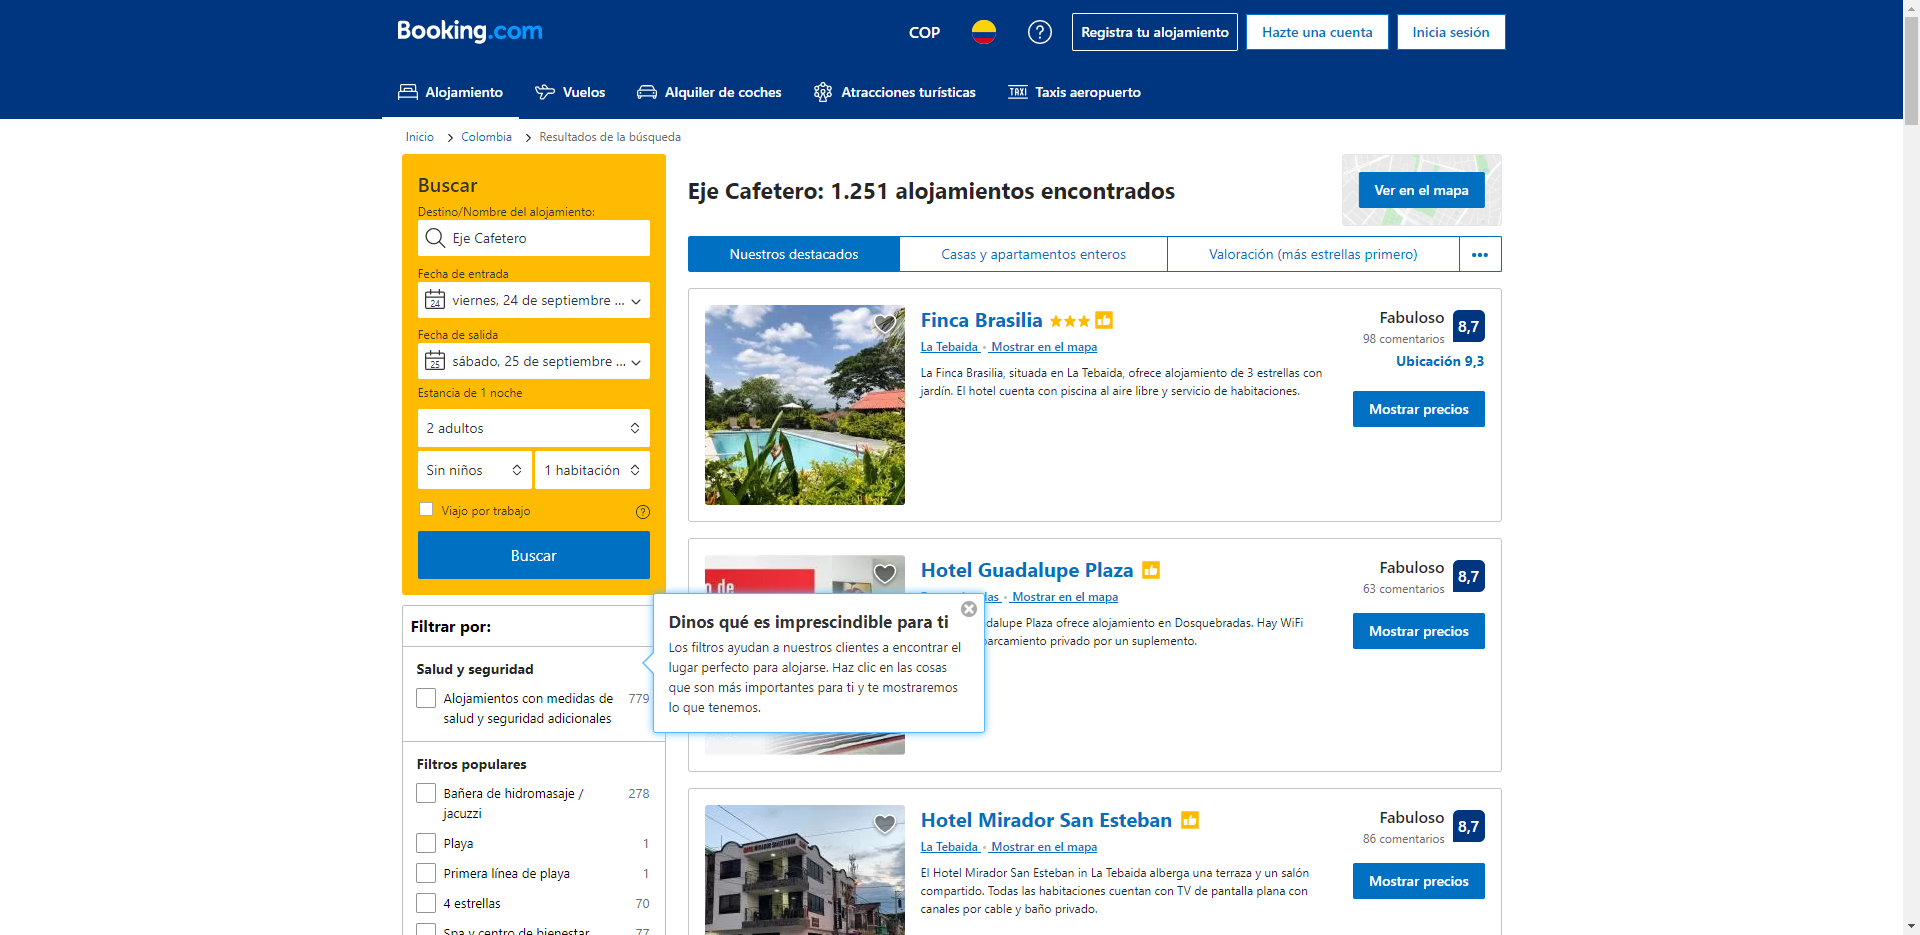 Booking.com
COP
Registra tu alojamiento
Hazte una cuenta
Inicia sesión
Alojamiento
Vuelos
Alquiler de coches
Atracciones turísticas
TAXI
Taxis aeropuerto
Inicio > Colombia > Resultados de la búsqueda
Buscar
Destino/Nombre del alojamiento:
Eje Cafetero
Fecha de entrada
24 viernes, 24 de septiembre ...
Fecha de salida
25 sábado, 25 de septiembre ...
Estancia de 1 noche
2 adultos
Sin niños
1 habitación
Viajo por trabajo
Buscar
Filtrar por:
Salud y seguridad
Alojamientos con medidas de 779
salud y seguridad adicionales
Filtros populares
Bañera de hidromasaje / 278
jacuzzi
Playa 1
Primera línea de playa 1
4 estrellas 70
Spa y centro de bienestar 77
Eje Cafetero: 1.251 alojamientos encontrados
Ver en el mapa
Nuestros destacados
Casas y apartamentos enteros
Valoración (más estrellas primero)
Finca Brasilia
La Tebaida • Mostrar en el mapa
La Finca Brasilia, situada en La Tebaida, ofrece alojamiento de 3 estrellas con
jardín. El hotel cuenta con piscina al aire libre y servicio de habitaciones.
Fabuloso 8,7
98 comentarios
Ubicación 9,3
Mostrar precios
Hotel Guadalupe Plaza
las • Mostrar en el mapa
dalupe Plaza ofrece alojamiento en Dosquebradas. Hay WiFi
arcamiento privado por un suplemento.
Fabuloso 8,7
63 comentarios
Mostrar precios
Dinos qué es imprescindible para ti
Los filtros ayudan a nuestros clientes a encontrar el
lugar perfecto para alojarse. Haz clic en las cosas
que son más importantes para ti y te mostraremos
lo que tenemos.
Hotel Mirador San Esteban
La Tebaida • Mostrar en el mapa
El Hotel Mirador San Esteban in La Tebaida alberga una terraza y un salón
compartido. Todas las habitaciones cuentan con TV de pantalla plana con
canales por cable y baño privado.
Fabuloso 8,7
86 comentarios
Mostrar precios